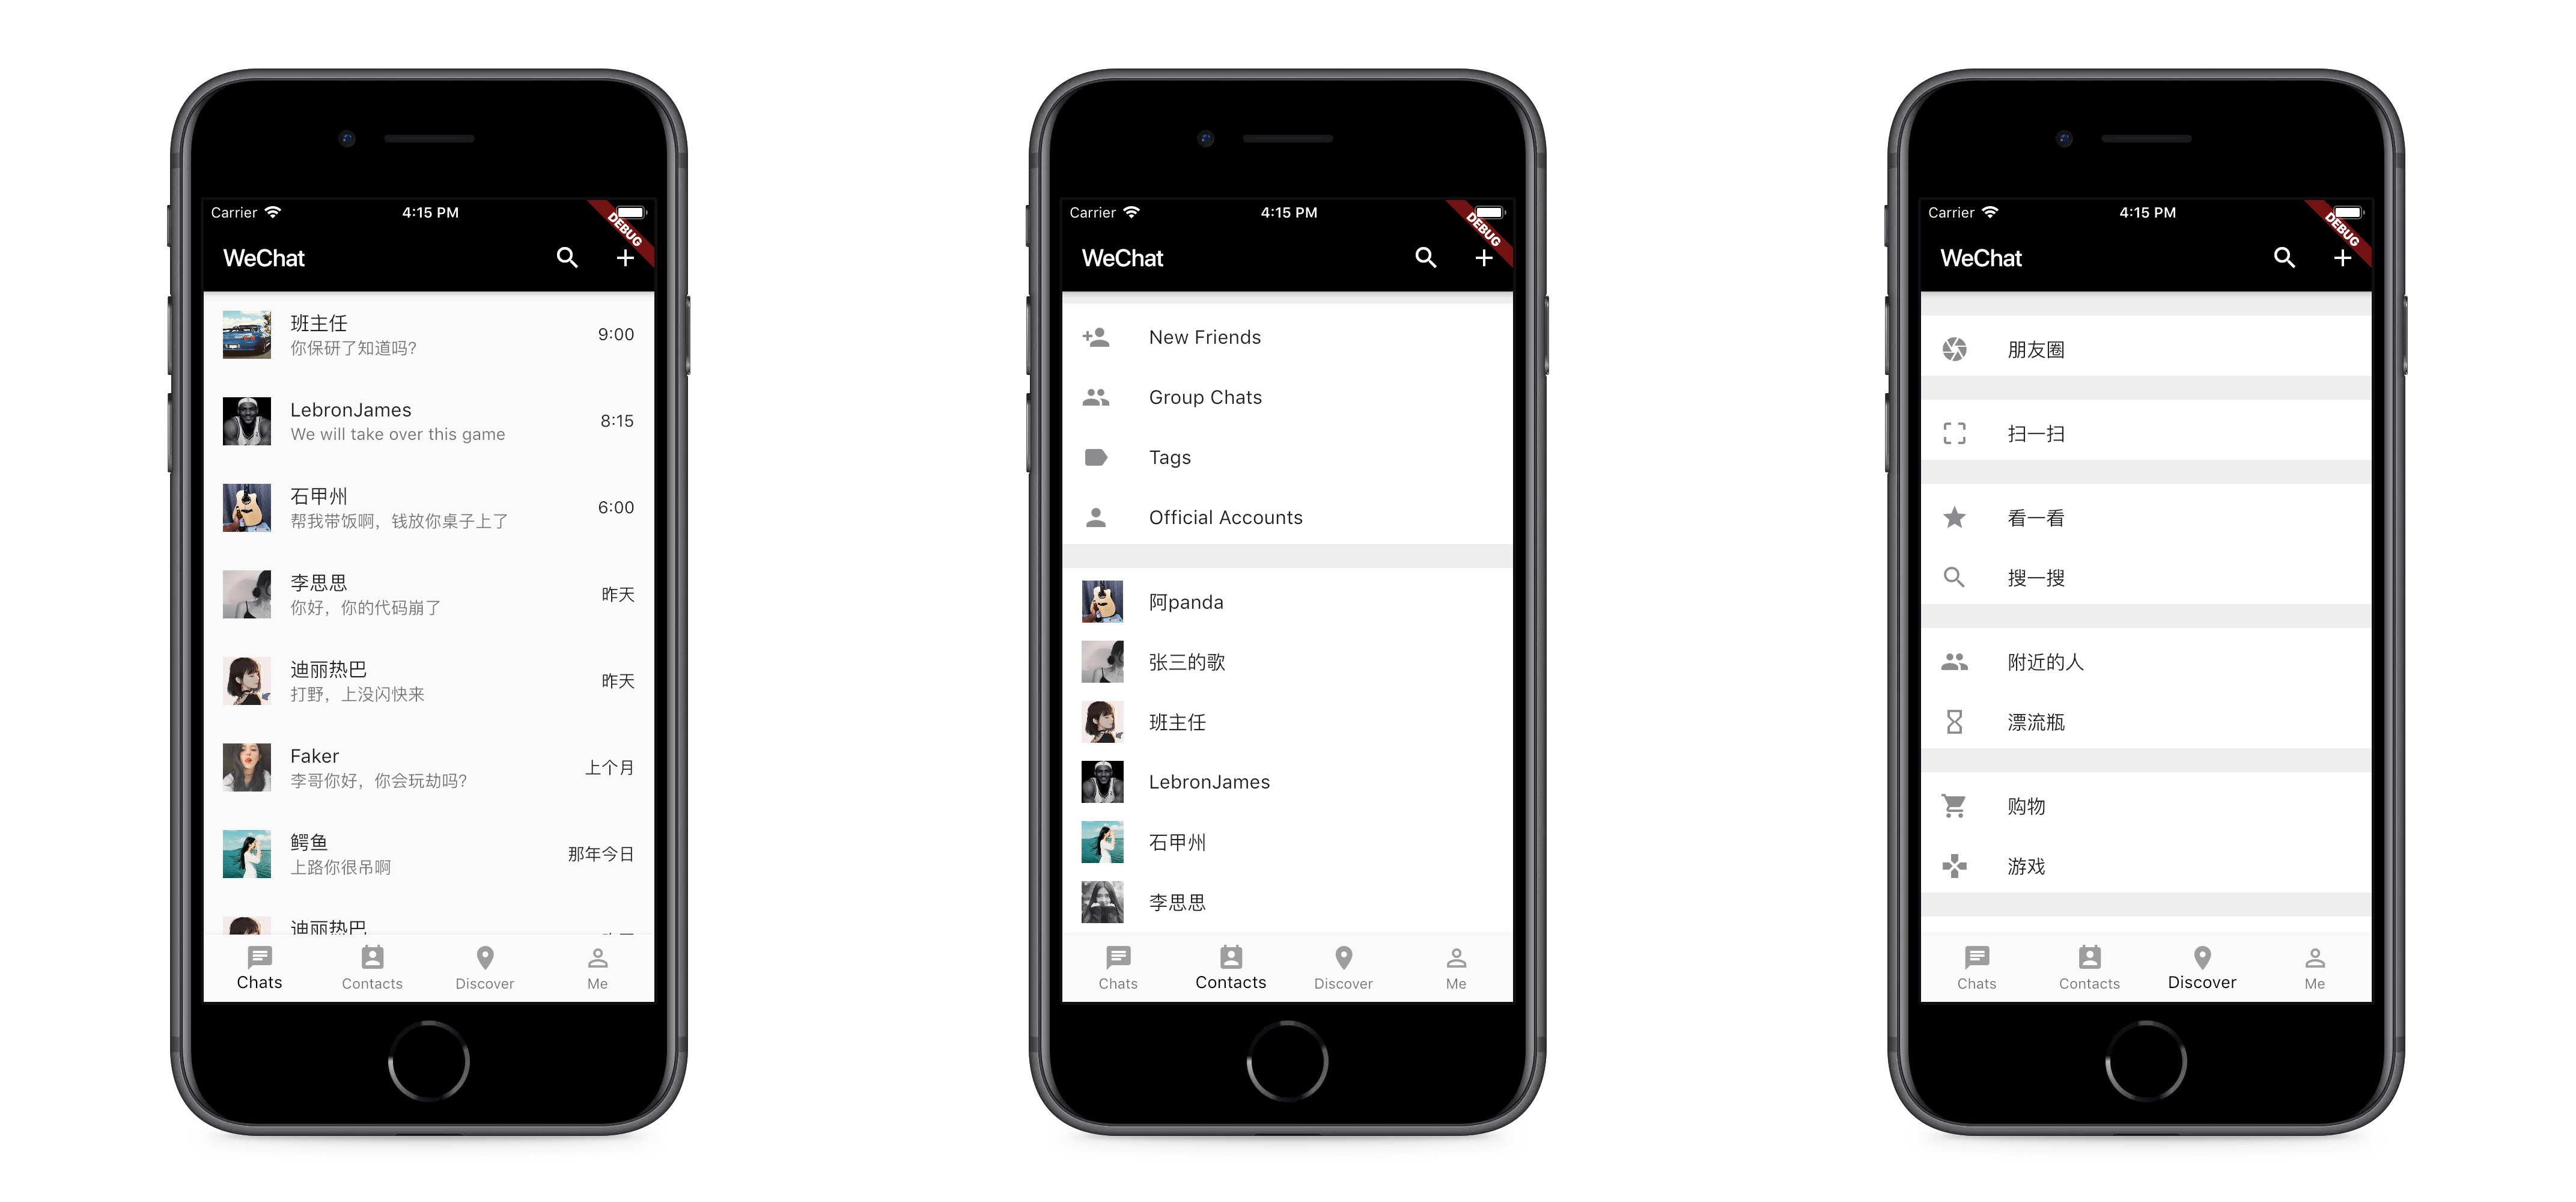 Carrier
4:15 PM
DEBUG
WeChat
班主任
你保研了知道吗?
9:00
LebronJames
We will take over this game
8:15
石甲州
帮我带饭啊，钱放你桌子上了
6:00
李思思
你好，你的代码崩了
昨天
迪丽热巴
打野，上没闪快来
昨天
Faker
李哥你好，你会玩劫吗?
上个月
鳄鱼
上路你很吊啊
那年今日
迪丽热巴
Chats
Contacts
Discover
Me
Carrier
4:15 PM
DEBUG
WeChat
New Friends
Group Chats
Tags
Official Accounts
阿panda
张三的歌
班主任
LebronJames
石甲州
李思思
Chats
Contacts
Discover
Me
Carrier
4:15 PM
DEBUG
WeChat
朋友圈
扫一扫
看一看
搜一搜
附近的人
漂流瓶
购物
游戏
Chats
Contacts
Discover
Me